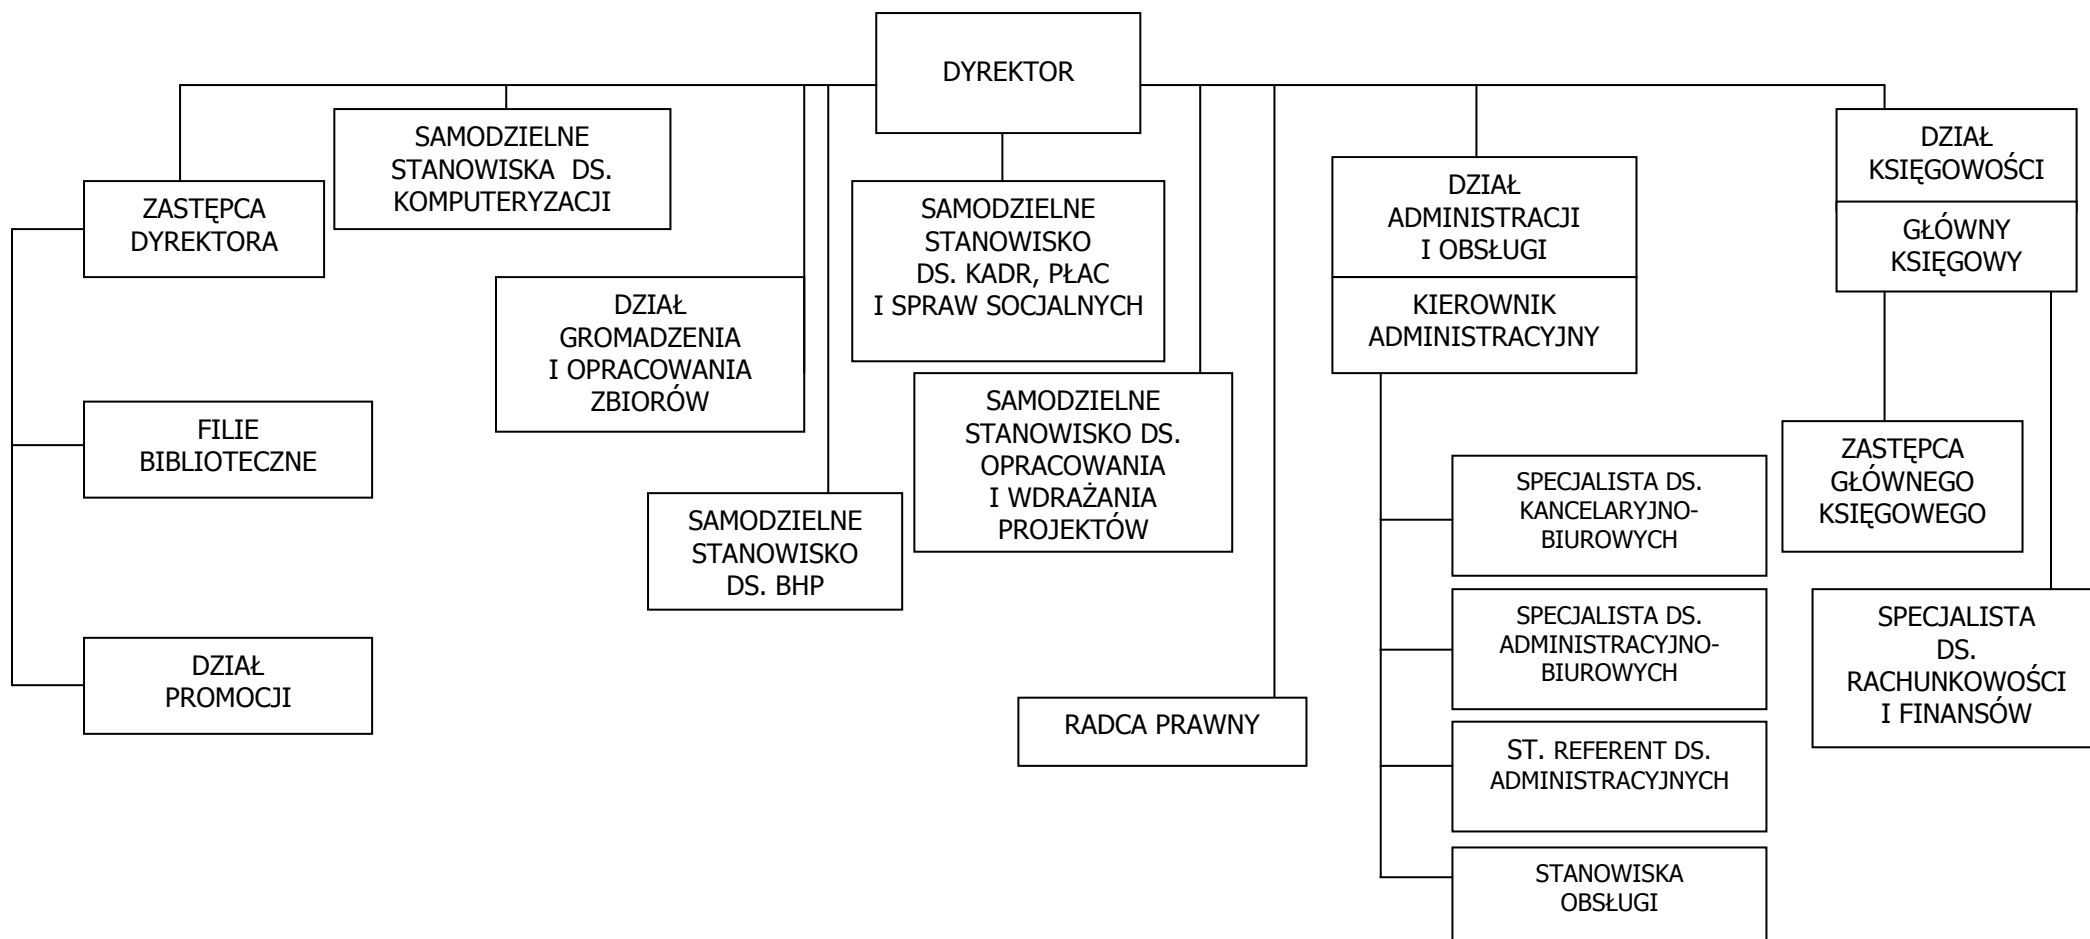 DYREKTOR
SAMODZIELNE
STANOWISKA DS.
KOMPUTERYZACJI
DZIAŁ
KSIĘGOWOŚCI
GŁÓWNY
KSIĘGOWY
ZASTĘPCA
DYREKTORA
SAMODZIELNE
STANOWISKO
DS. KADR, PŁAC
I SPRAW SOCJALNYCH
DZIAŁ
ADMINISTRACJI
I OBSŁUGI
KIEROWNIK
ADMINISTRACYJNY
DZIAŁ
GROMADZENIA
I OPRACOWANIA
ZBIORÓW
SAMODZIELNE
STANOWISKO DS.
OPRACOWANIA
I WDRAŻANIA
PROJEKTÓW
FILIE
BIBLIOTECZNE
ZASTĘPCA
GŁÓWNEGO
KSIĘGOWEGO
SAMODZIELNE
STANOWISKO
DS. BHP
SPECJALISTA DS.
KANCELARYJNO-
BIUROWYCH
SPECJALISTA DS.
ADMINISTRACYJNO-
BIUROWYCH
SPECJALISTA
DS.
RACHUNKOWOŚCI
I FINANSÓW
DZIAŁ
PROMOCJI
RADCA PRAWNY
ST. REFERENT DS.
ADMINISTRACYJNYCH
STANOWISKA
OBSŁUGI